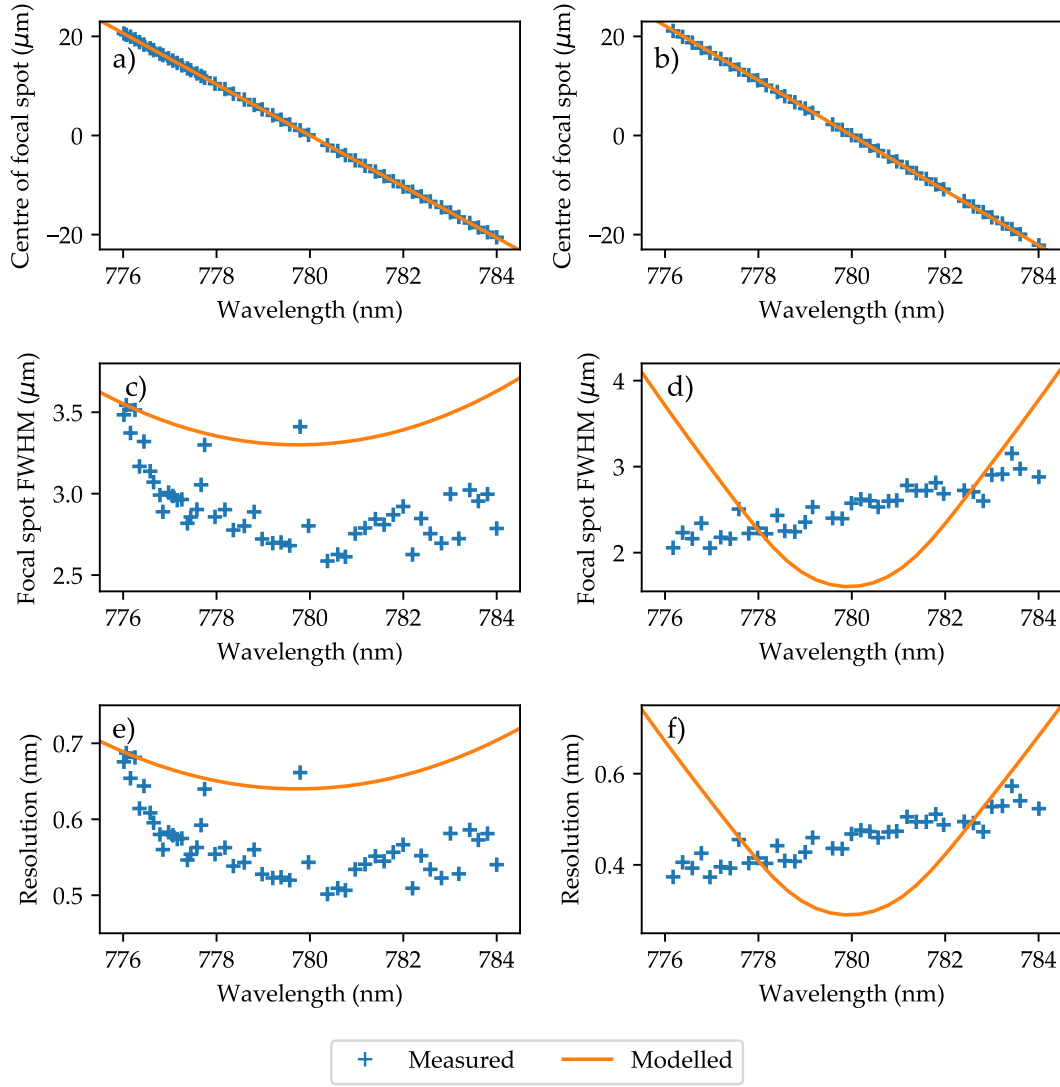 a)
Centre of focal spot (μm)
20
0
−20
776 778 780 782 784
Wavelength (nm)
b)
Centre of focal spot (μm)
20
0
−20
776 778 780 782 784
Wavelength (nm)
c)
Focal spot FWHM (μm)
3.5
3.0
2.5
776 778 780 782 784
Wavelength (nm)
d)
Focal spot FWHM (μm)
4
3
2
776 778 780 782 784
Wavelength (nm)
e)
Resolution (nm)
0.7
0.6
0.5
776 778 780 782 784
Wavelength (nm)
f)
Resolution (nm)
0.6
0.4
776 778 780 782 784
Wavelength (nm)
Measured
Modelled